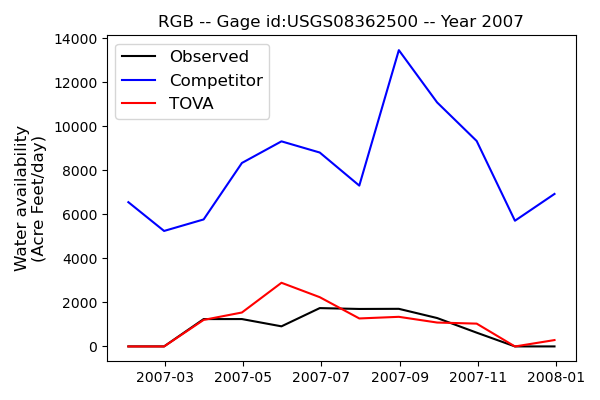 RGB -- Gage id:USGS08362500 -- Year 2007
14000
12000
10000
8000
6000
4000
2000
0
Water availability
(Acre Feet/day)
Observed
Competitor
TOVA
2007-03 2007-05 2007-07 2007-09 2007-11 2008-01